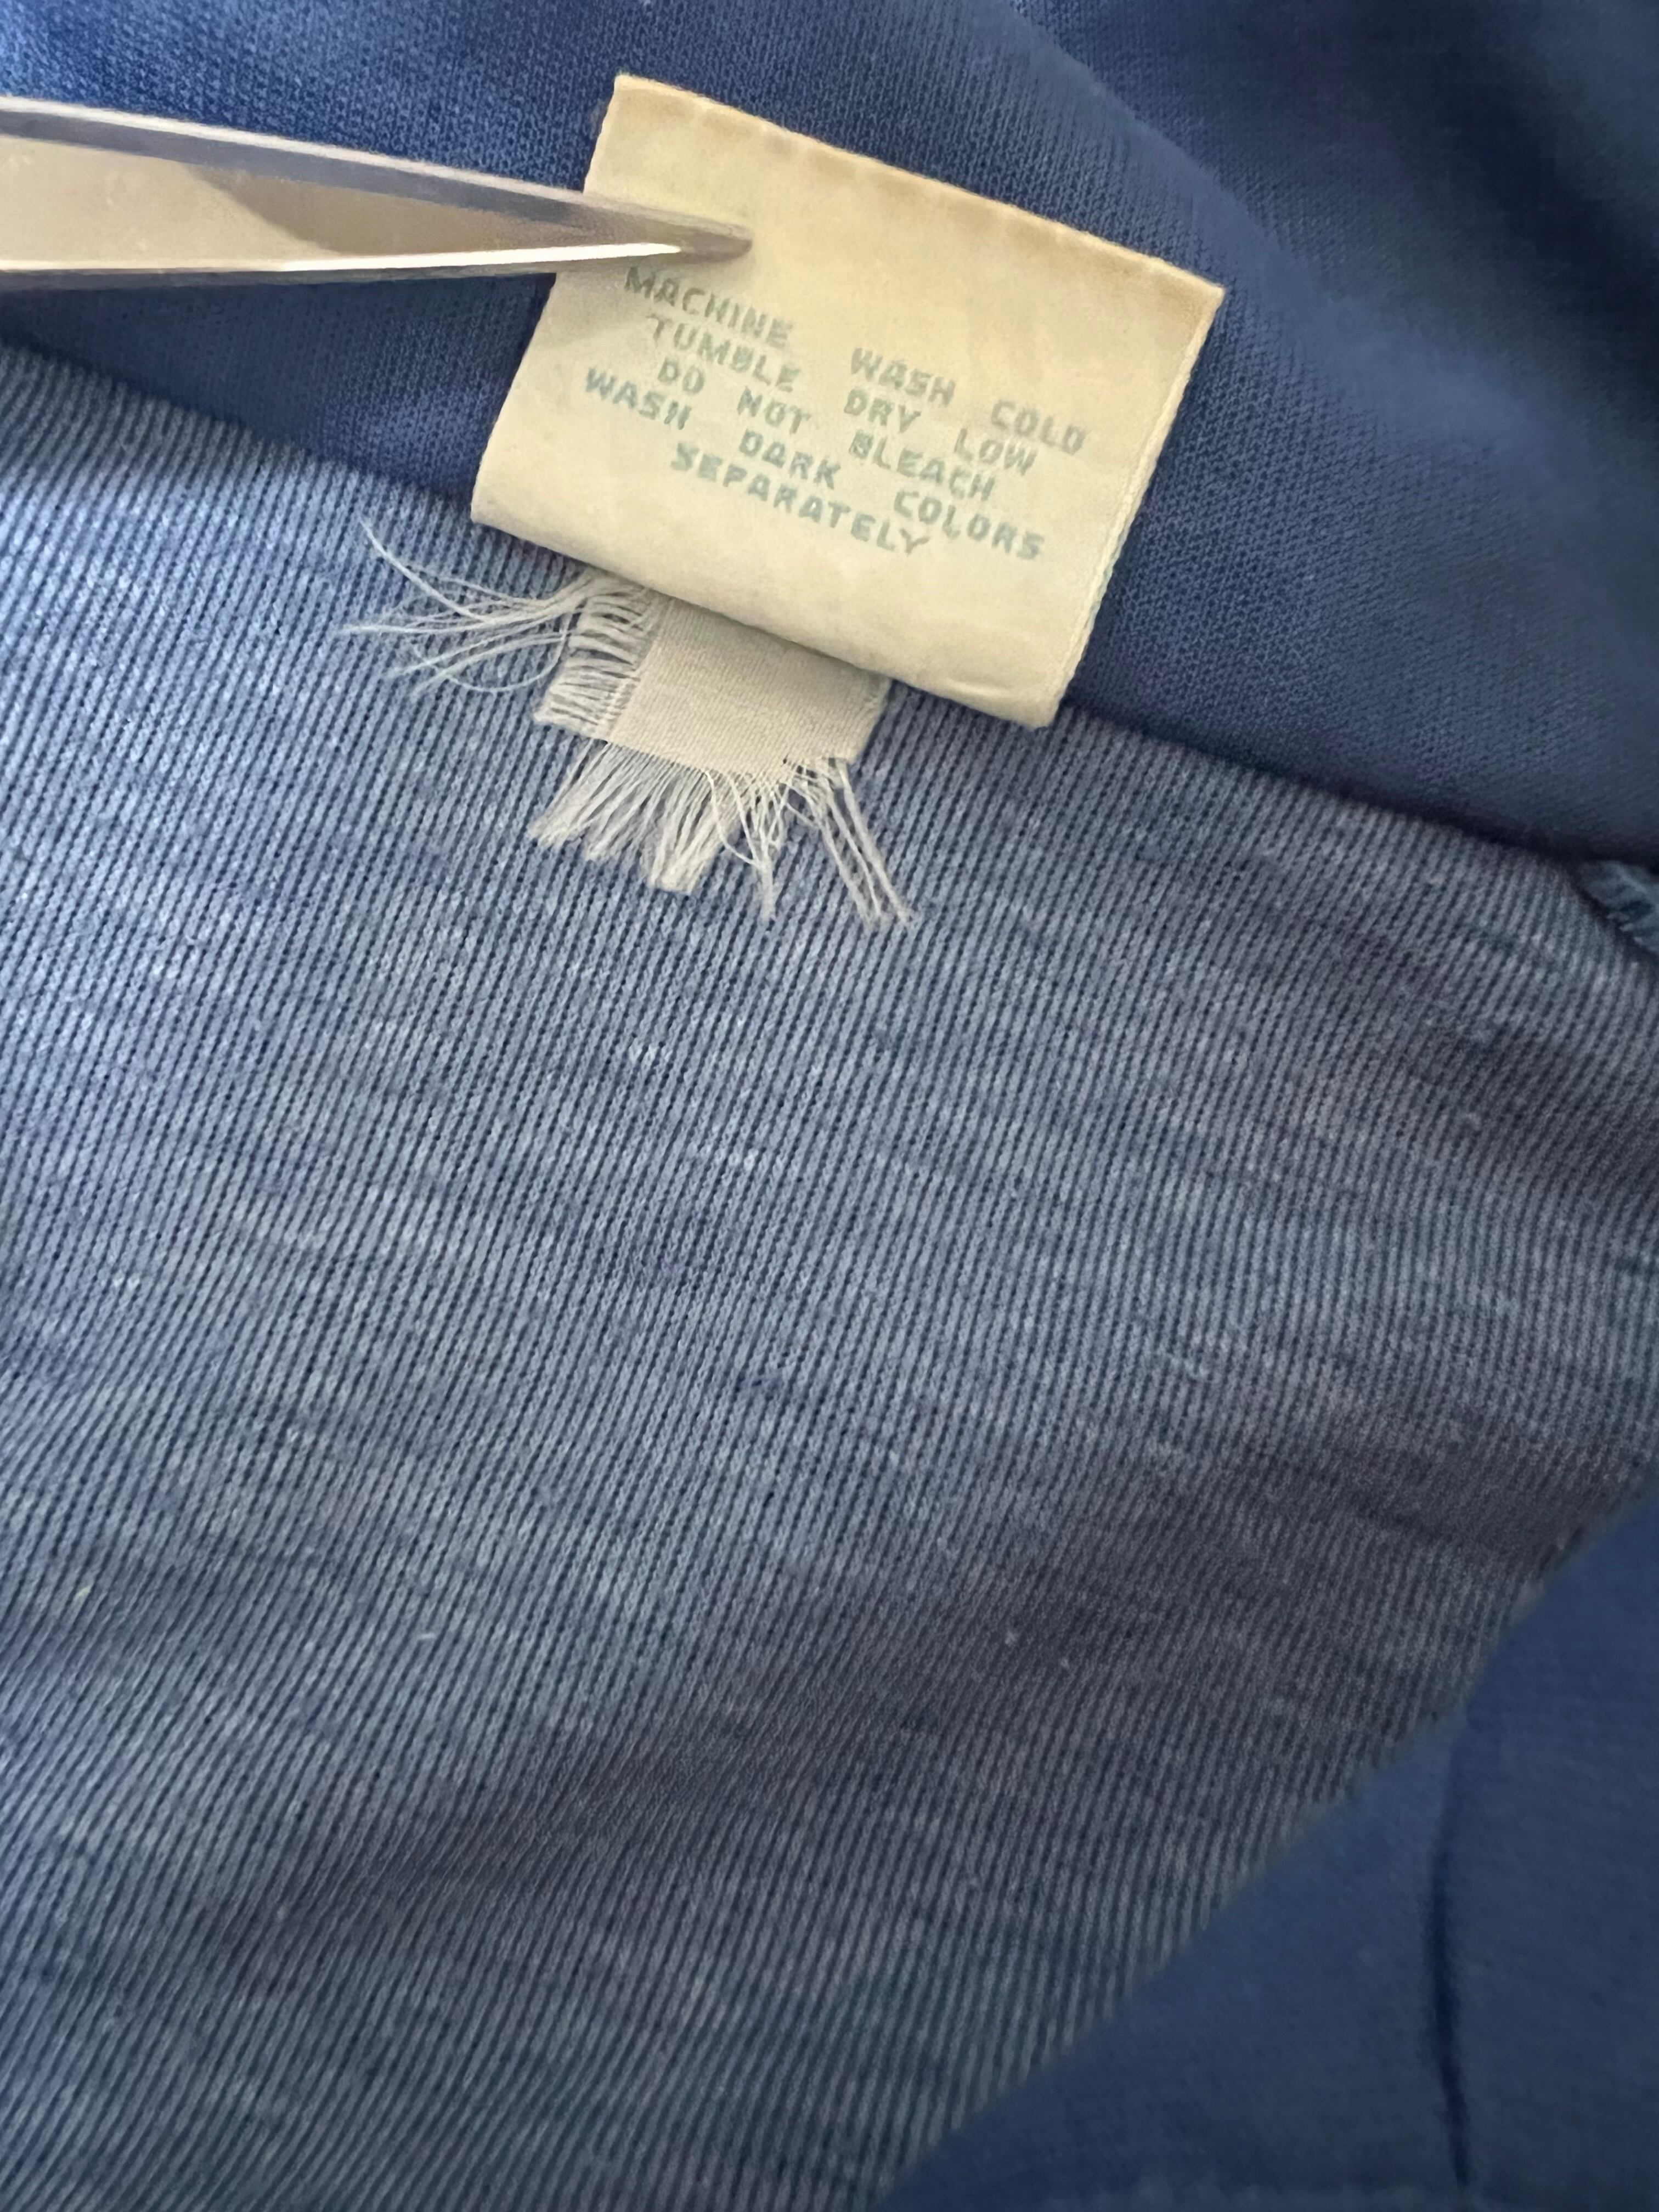 MACHINE WASH COLD
TUMBLE DRY LOW
DO NOT BLEACH
WASH DARK COLORS
SEPARATELY